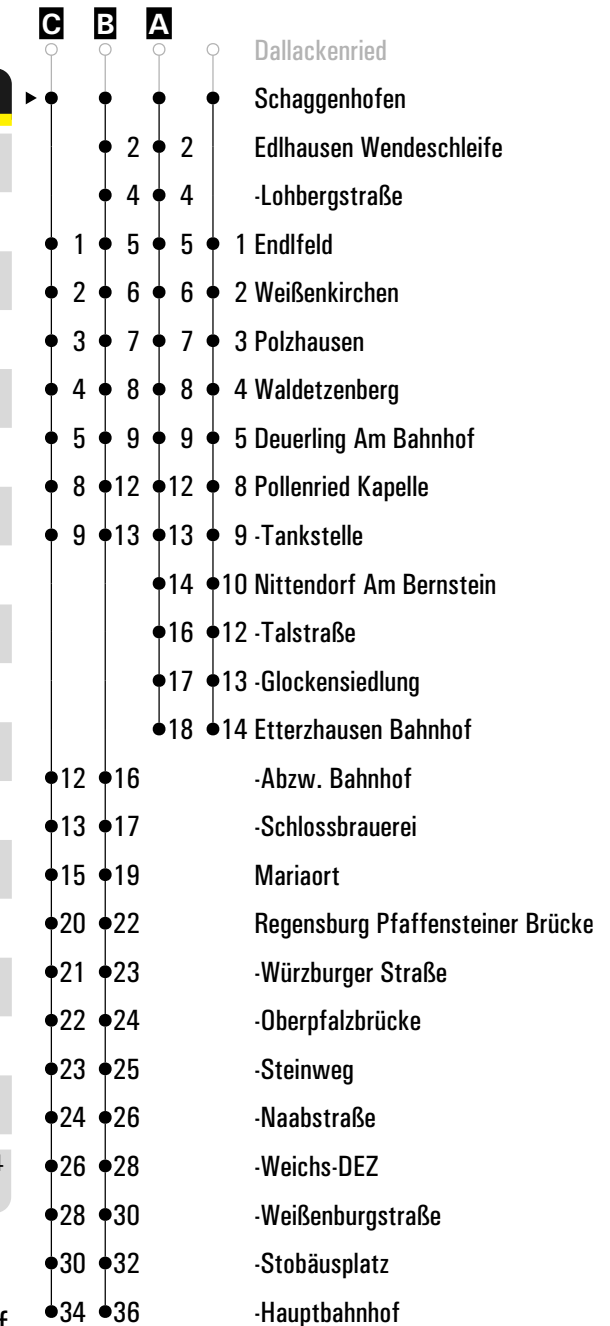 C B A
Dallackenried
Schaggenhofen
2 2 Edlhausen Wendeschleife
4 4 -Lohbergstraße
1 5 5 1 Endlfeld
2 6 6 2 Weißenkirchen
3 7 7 3 Polzhausen
4 8 8 4 Waldetzenberg
5 9 9 5 Deuerling Am Bahnhof
8 12 12 8 Pollenried Kapelle
9 13 13 9 -Tankstelle
14 10 Nittendorf Am Bernstein
16 12 -Talstraße
17 13 -Glockensiedlung
18 14 Etterzhausen Bahnhof
12 16 -Abzw. Bahnhof
13 17 -Schlossbrauerei
15 19 Mariaort
20 22 Regensburg Pfaffensteiner Brücke
21 23 -Würzburger Straße
22 24 -Oberpfalzbrücke
23 25 -Steinweg
24 26 -Naabstraße
26 28 -Weichs-DEZ
28 30 -Weißenburgstraße
30 32 -Stobäusplatz
34 36 -Hauptbahnhof